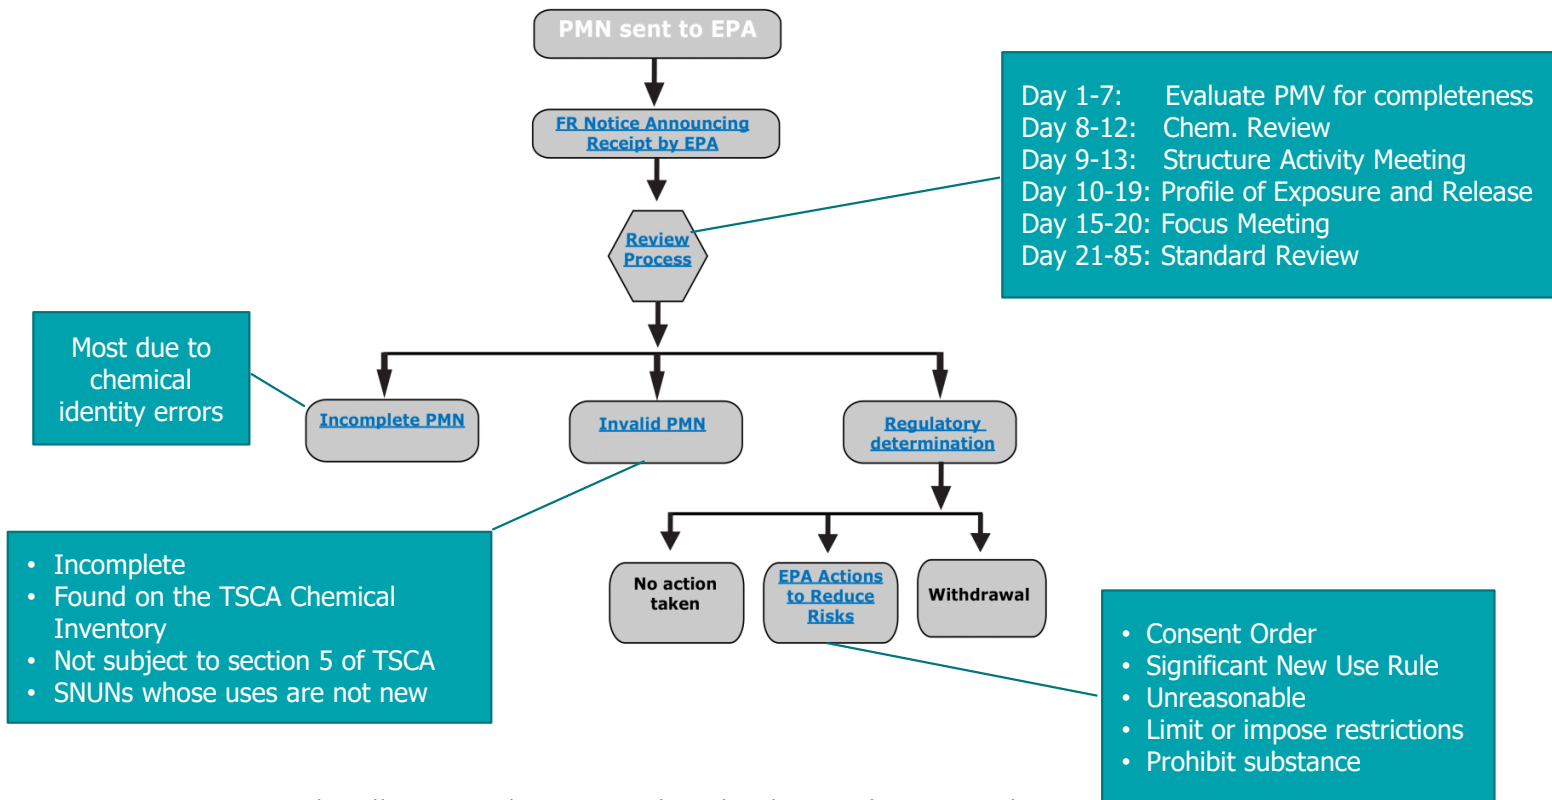 PMN sent to EPA
FR Notice Announcing
Receipt by EPA
Day 1-7: Evaluate PMV for completeness
Day 8-12: Chem. Review
Day 9-13: Structure Activity Meeting
Day 10-19: Profile of Exposure and Release
Day 15-20: Focus Meeting
Day 21-85: Standard Review
Review
Process
Most due to
chemical
identity errors
Incomplete PMN
Invalid PMN
Regulatory
determination
• Incomplete
• Found on the TSCA Chemical
Inventory
• Not subject to section 5 of TSCA
• SNUNs whose uses are not new
No action
taken
EPA Actions
to Reduce
Risks
Withdrawal
• Consent Order
• Significant New Use Rule
• Unreasonable
• Limit or impose restrictions
• Prohibit substance